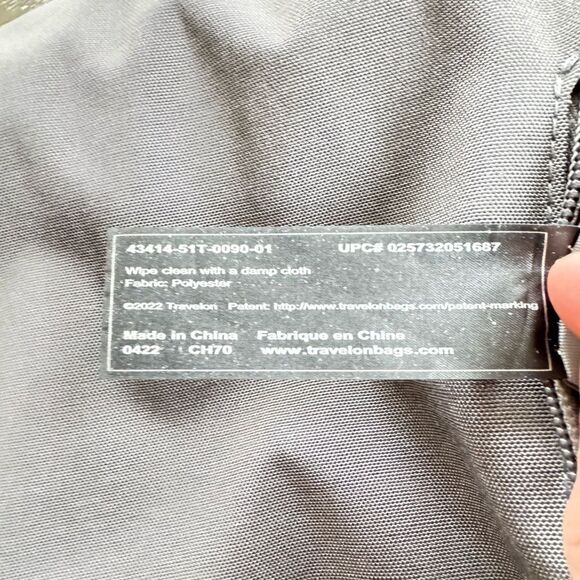 43414-51T-0090-01 UPC# 025732051687
Wipe clean with a damp cloth
Fabric: Polyester
©2022 Travelon Patent: http://www.travelonbags.com/patent-marking
Made in China Fabrique en Chine
0422 CH70 www.travelonbags.com